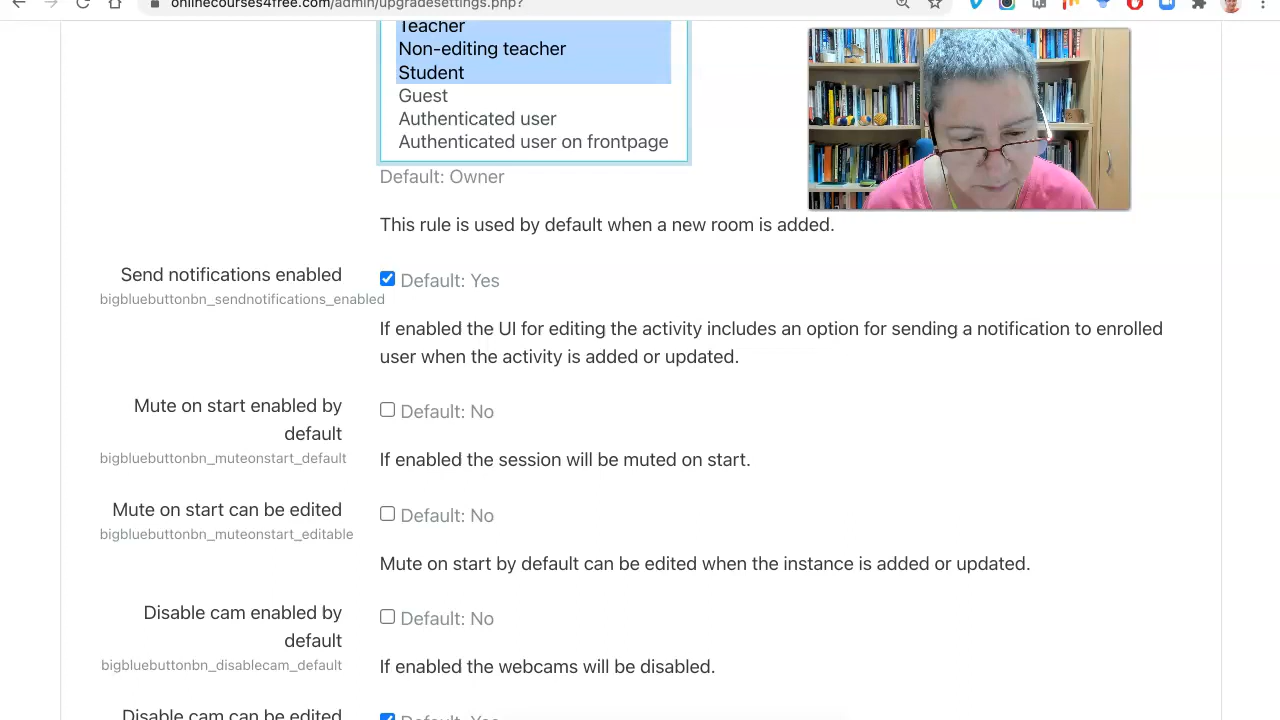 onlinecourses4free.com/admin/upgradesettings.php?
Teacher
Non-editing teacher
Student
Guest
Authenticated user
Authenticated user on frontpage
Default: Owner
This rule is used by default when a new room is added.
Send notifications enabled
Default: Yes
bigbluebuttonbn_sendnotifications_enabled
If enabled the UI for editing the activity includes an option for sending a notification to enrolled
user when the activity is added or updated.
Mute on start enabled by
default
Default: No
bigbluebuttonbn_muteonstart_default
If enabled the session will be muted on start.
Mute on start can be edited
Default: No
bigbluebuttonbn_muteonstart_editable
Mute on start by default can be edited when the instance is added or updated.
Disable cam enabled by
default
Default: No
bigbluebuttonbn_disablecam_default
If enabled the webcams will be disabled.
Disable cam can be edited
Default: Yes